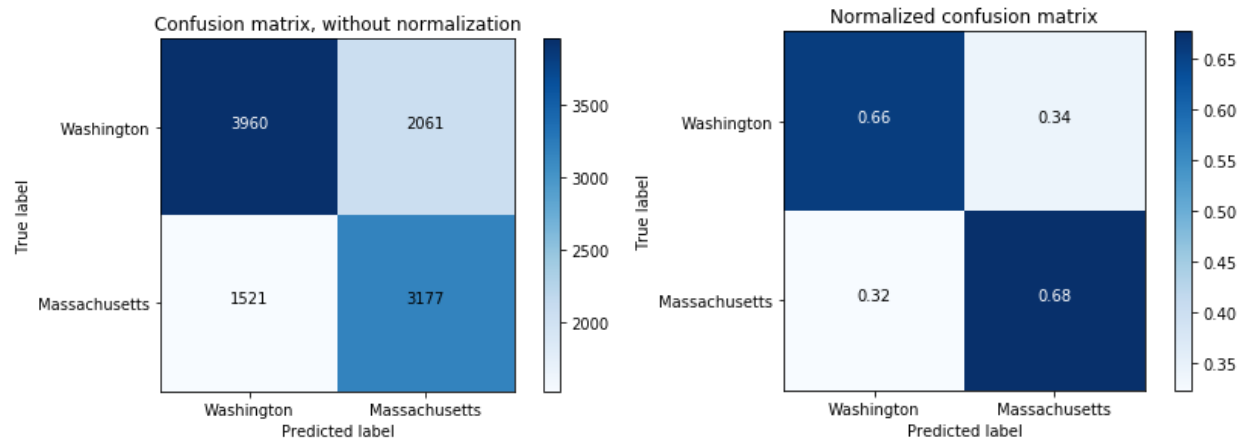 Confusion matrix, without normalization
Washington
Massachusetts
True label
3960 2061
1521 3177
Washington Massachusetts
Predicted label
3500
3000
2500
2000
Normalized confusion matrix
Washington
Massachusetts
True label
0.66 0.34
0.32 0.68
Washington Massachusetts
Predicted label
0.65
0.60
0.55
0.50
0.45
0.40
0.35